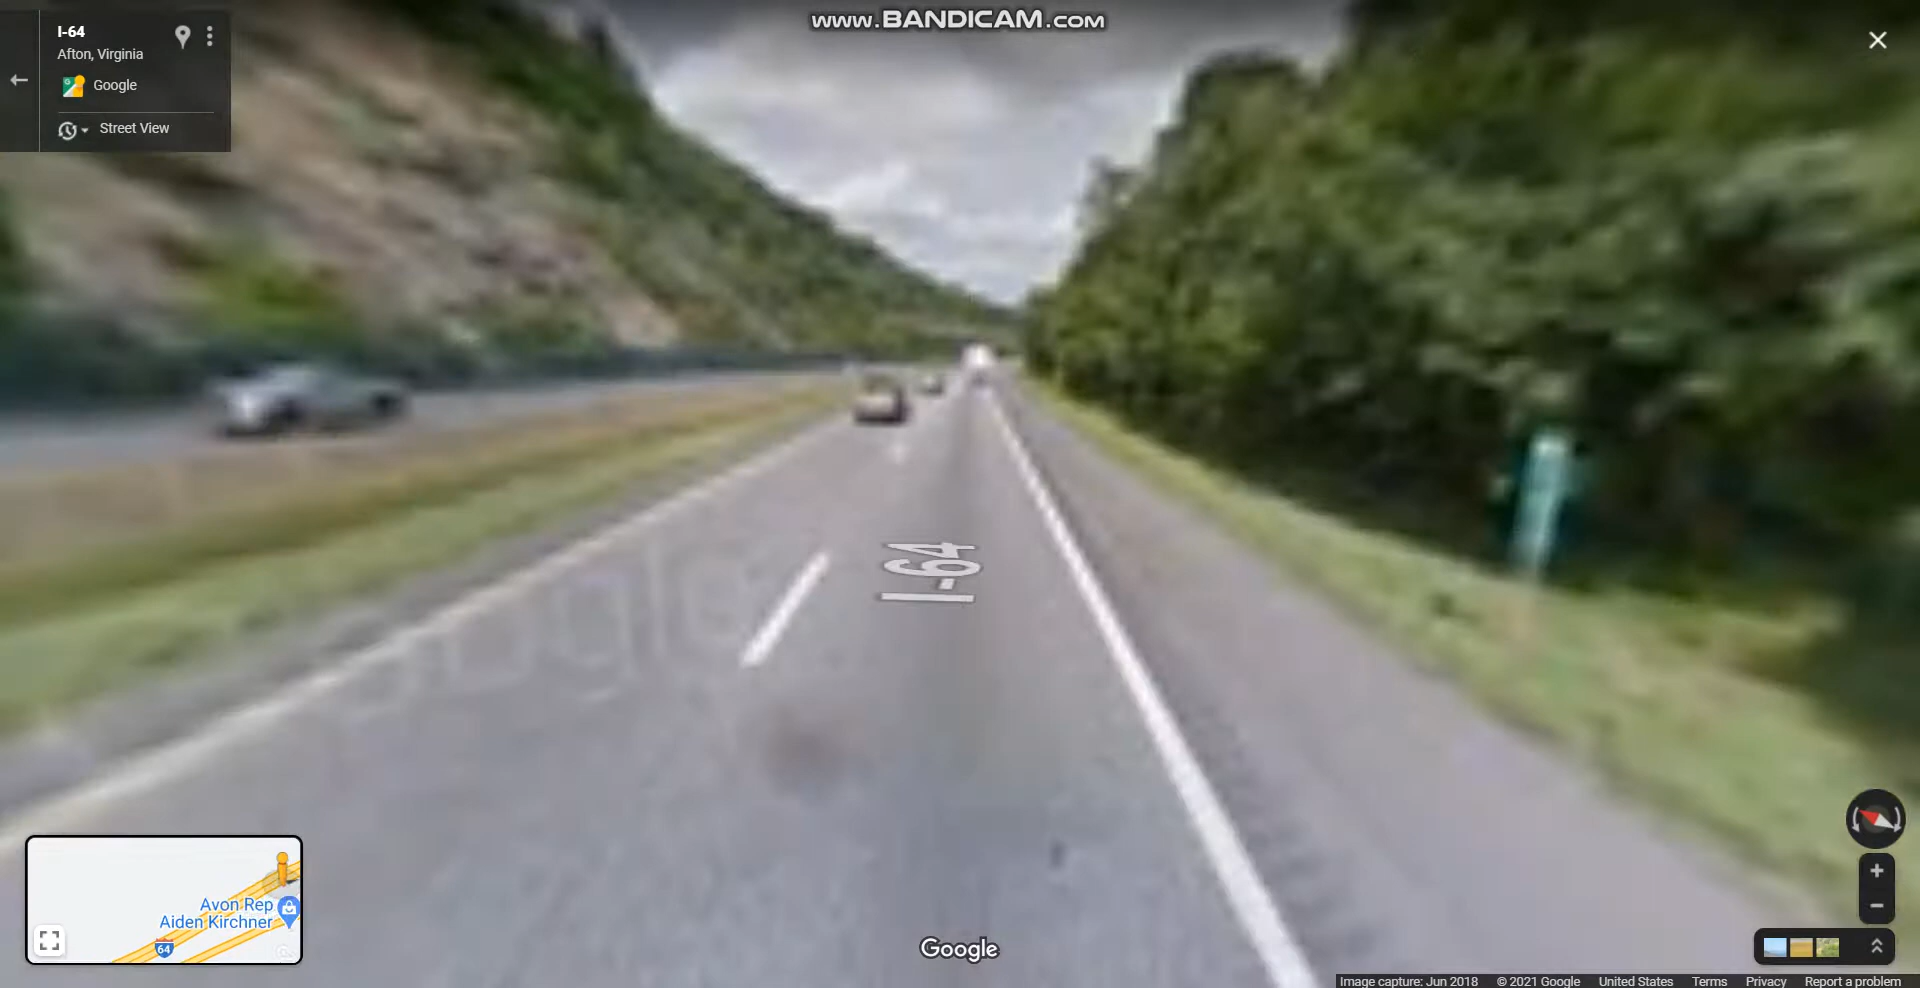 www.BANDICAM.com
I-64
Afton, Virginia
Google
Street View
I-64
Avon Rep
Aiden Kirchner
64
Google
Image capture: Jun 2018 © 2021 Google United States Terms Privacy Report a problem